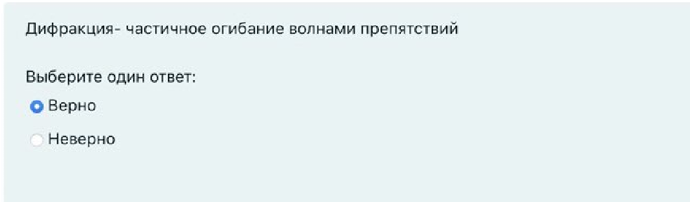 Дифракция- частичное огибание волнами препятствий
Выберите один ответ:
Верно
Неверно